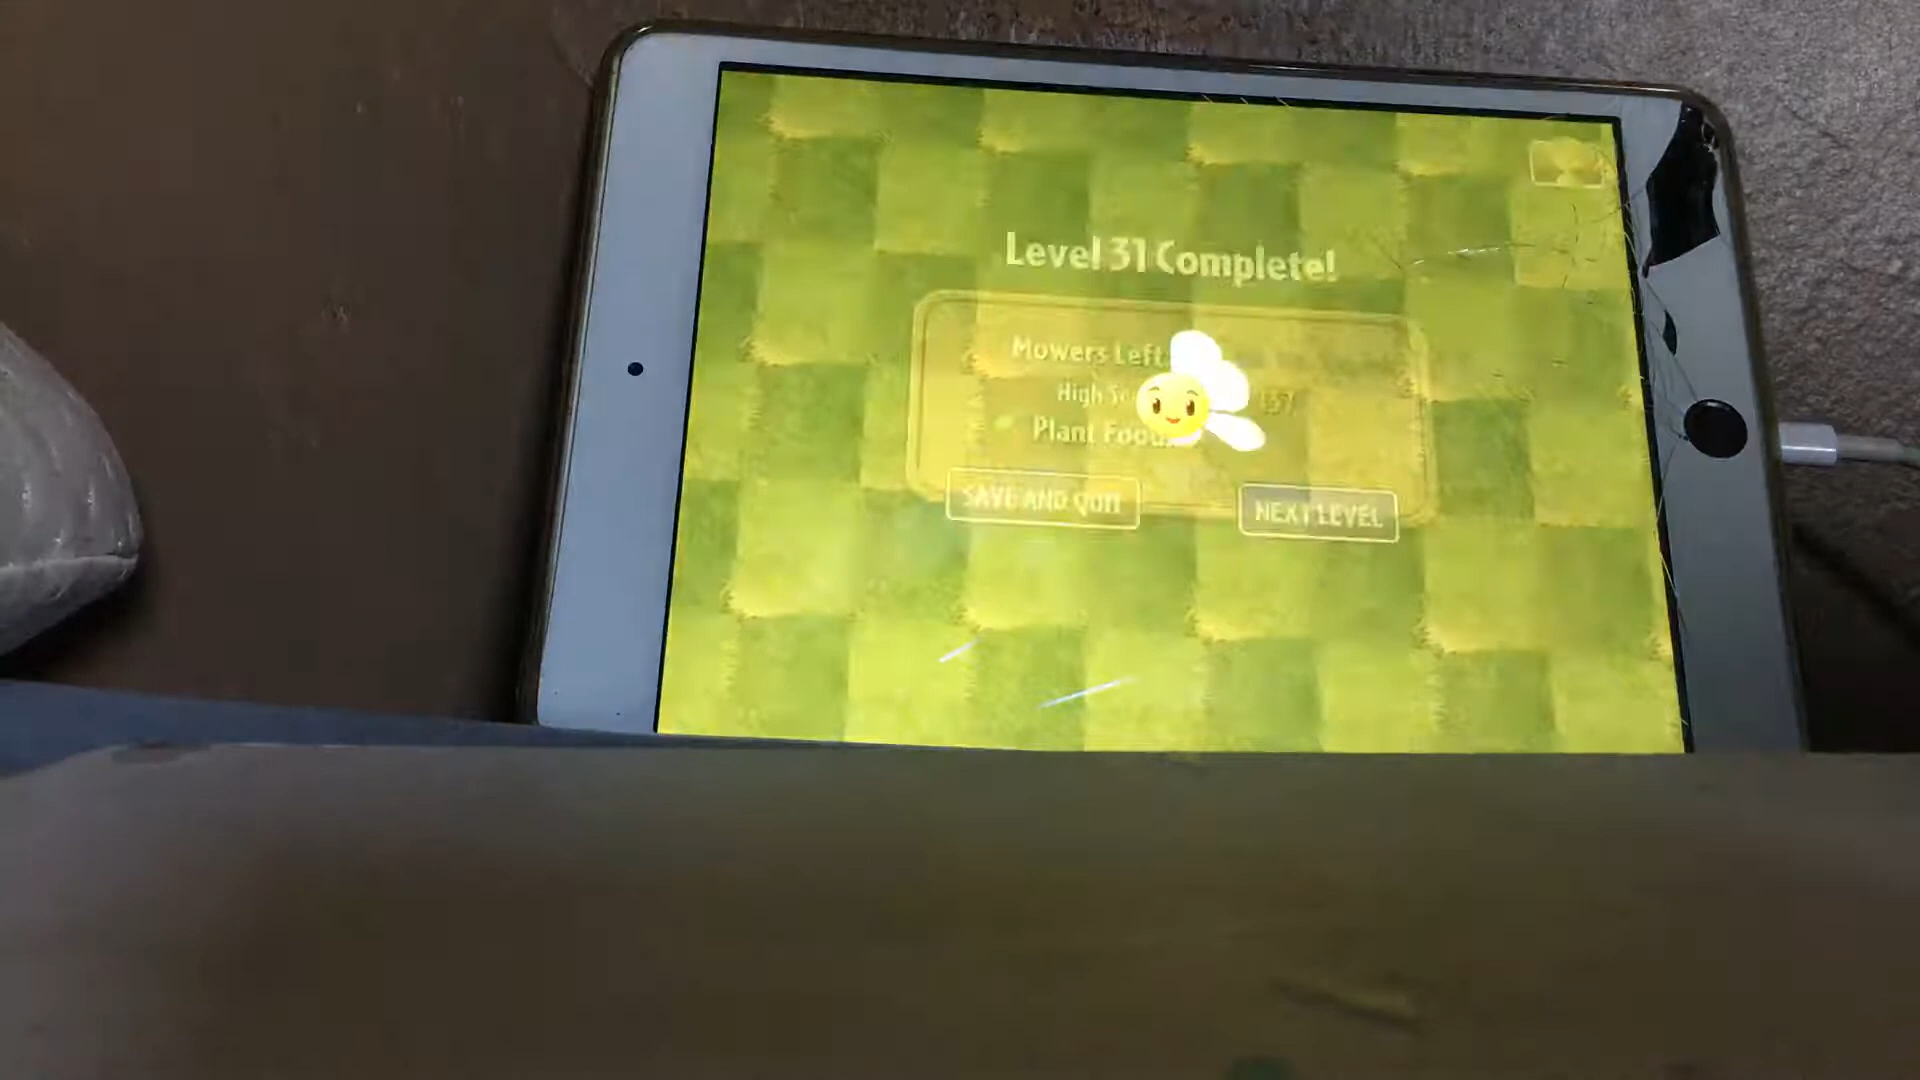 Level 31 Complete!
Mowers Left
High
Plant Food
SAVE AND QUIT
NEXT LEVEL